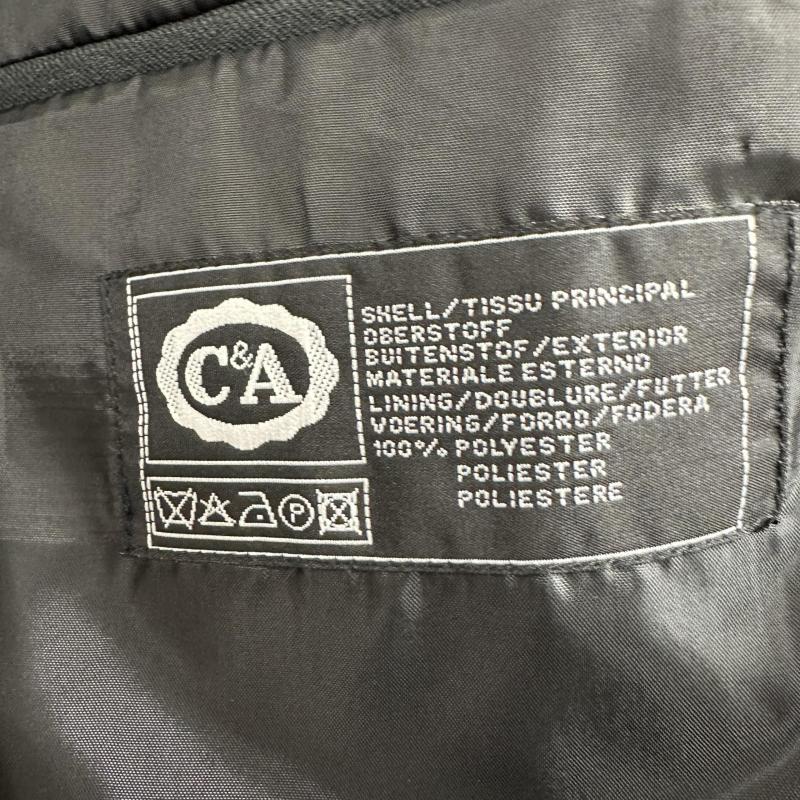 C&A
SHELL/TISSU PRINCIPAL
OBERSTOFF
BUITENSTOF/EXTERIOR
MATERIALE ESTERNO
LINING/DOUBLURE/FUTTER
VOERING/FORRO/FODERA
100% POLYESTER
POLIESTER
POLIESTERE
P